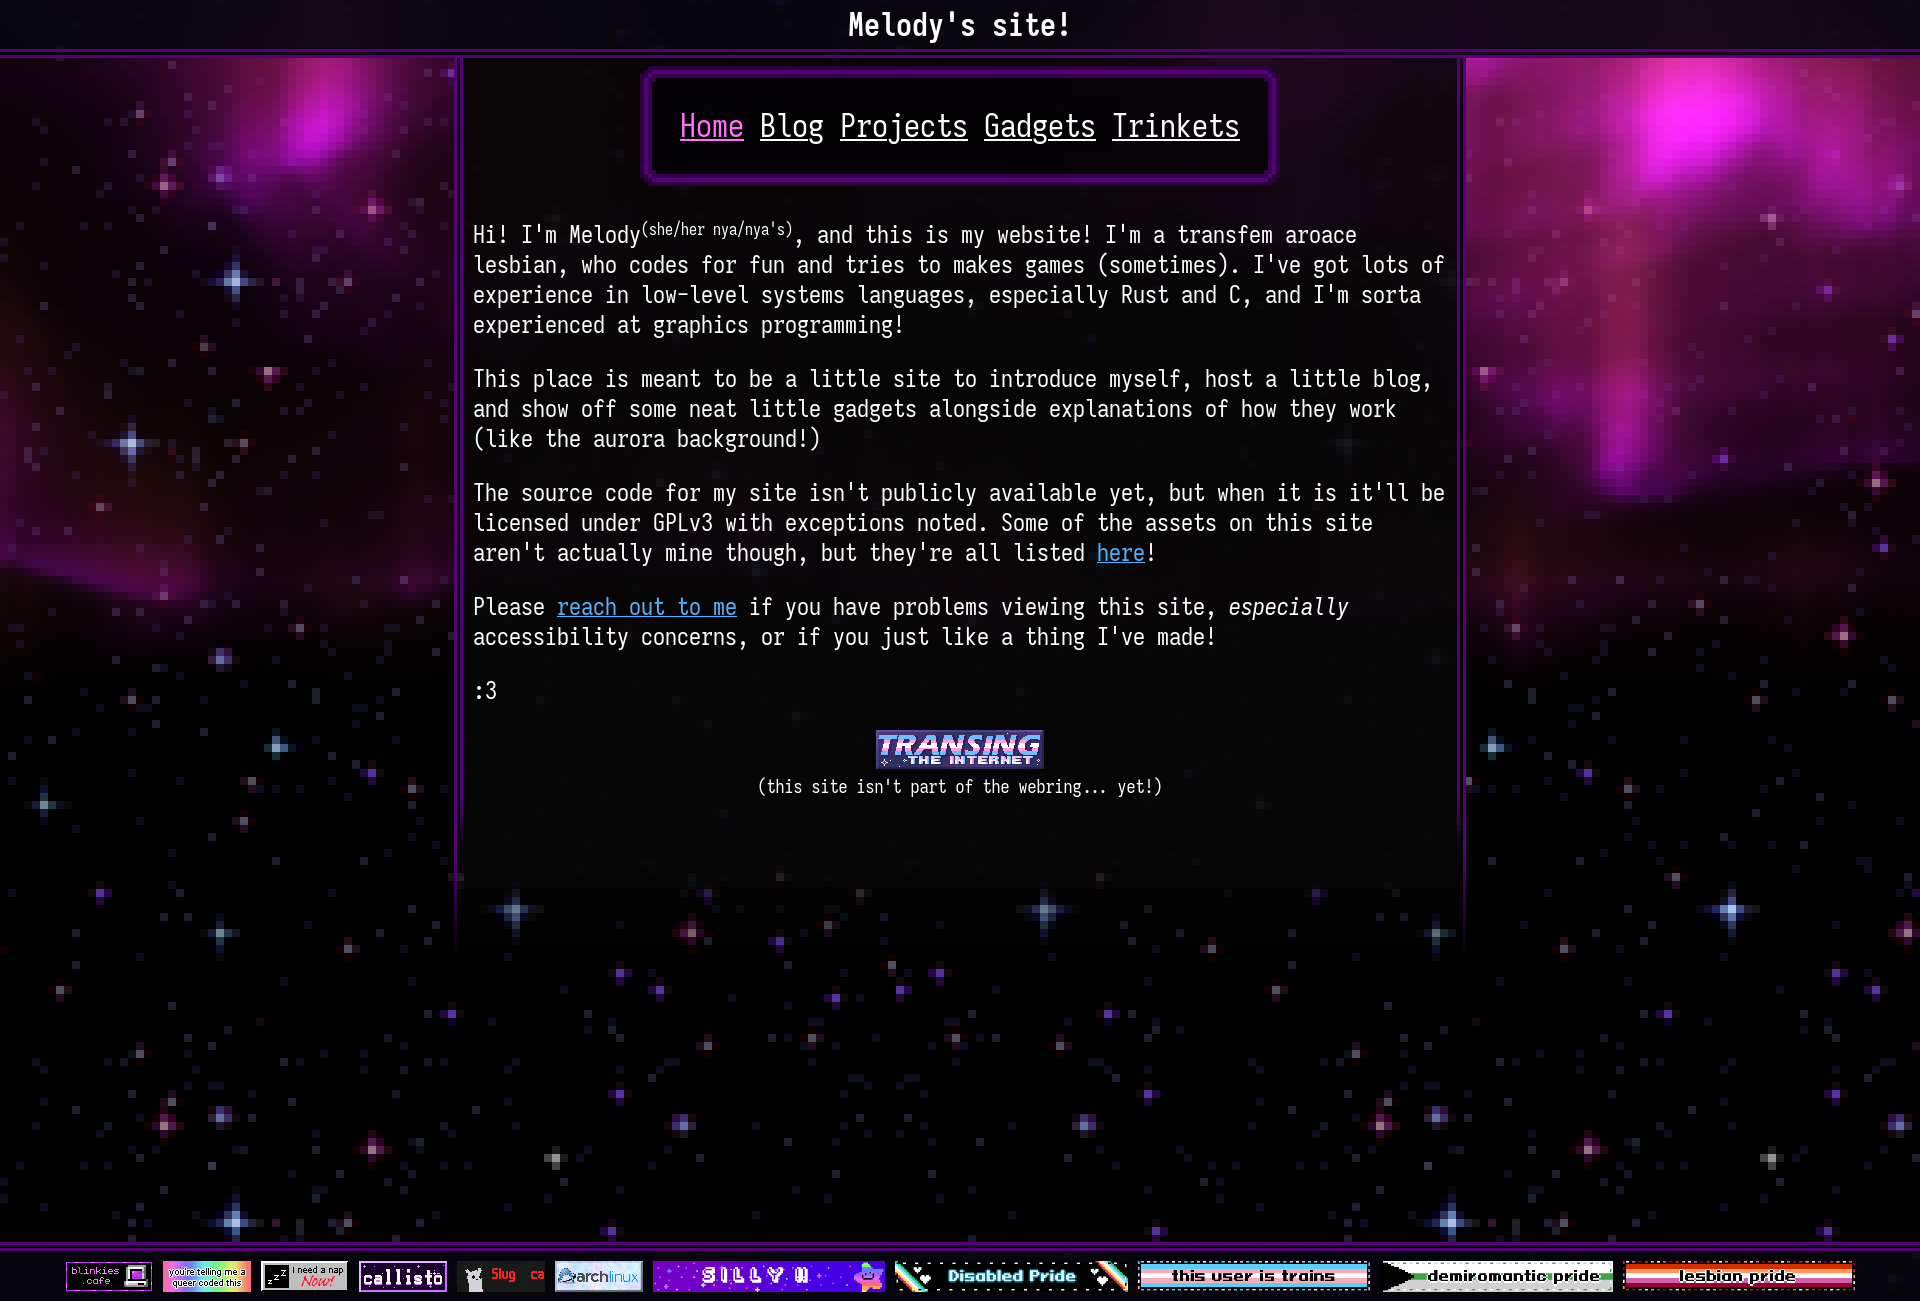 Melody's site!
Home Blog Projects Gadgets Trinkets
Hi! I'm Melody(she/her nya/nya's), and this is my website! I'm a transfem aroace
lesbian, who codes for fun and tries to makes games (sometimes). I've got lots of
experience in low-level systems languages, especially Rust and C, and I'm sorta
experienced at graphics programming!
This place is meant to be a little site to introduce myself, host a little blog,
and show off some neat little gadgets alongside explanations of how they work
(like the aurora background!)
The source code for my site isn't publicly available yet, but when it is it'll be
licensed under GPLv3 with exceptions noted. Some of the assets on this site
aren't actually mine though, but they're all listed here!
Please reach out to me if you have problems viewing this site, especially
accessibility concerns, or if you just like a thing I've made!
:3
TRANSING
THE INTERNET
(this site isn't part of the webring... yet!)
blinkies
.cafe
you're telling me a
queer coded this
zzz
I need a nap
Now!
callisto
Slug ca
archlinux
SILLY!!
Disabled Pride
this user is trains
demiromantic pride
lesbian pride